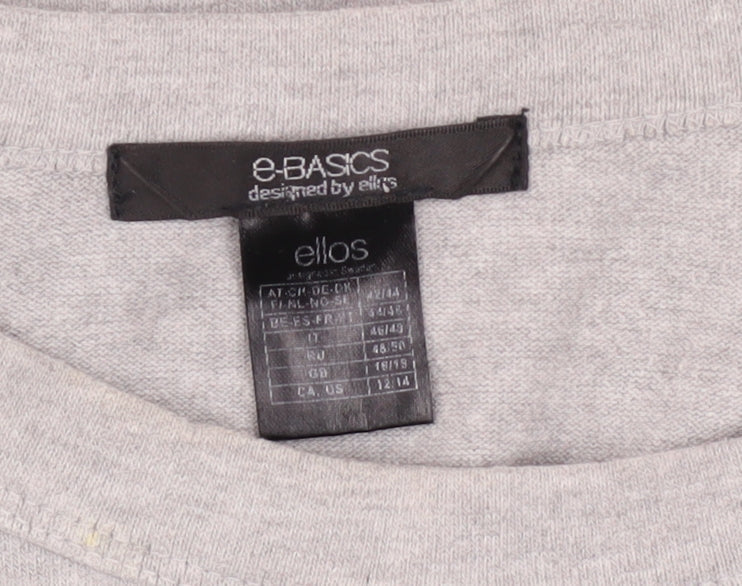 e-BASICS
designed by ellos
ellos
AT-CH-DE-DK 42/44
FI-NL-NO-SE
BE-ES-FR-PT 44/46
IT 46/48
RU 48/50
GB 16/18
CA, US 12/14